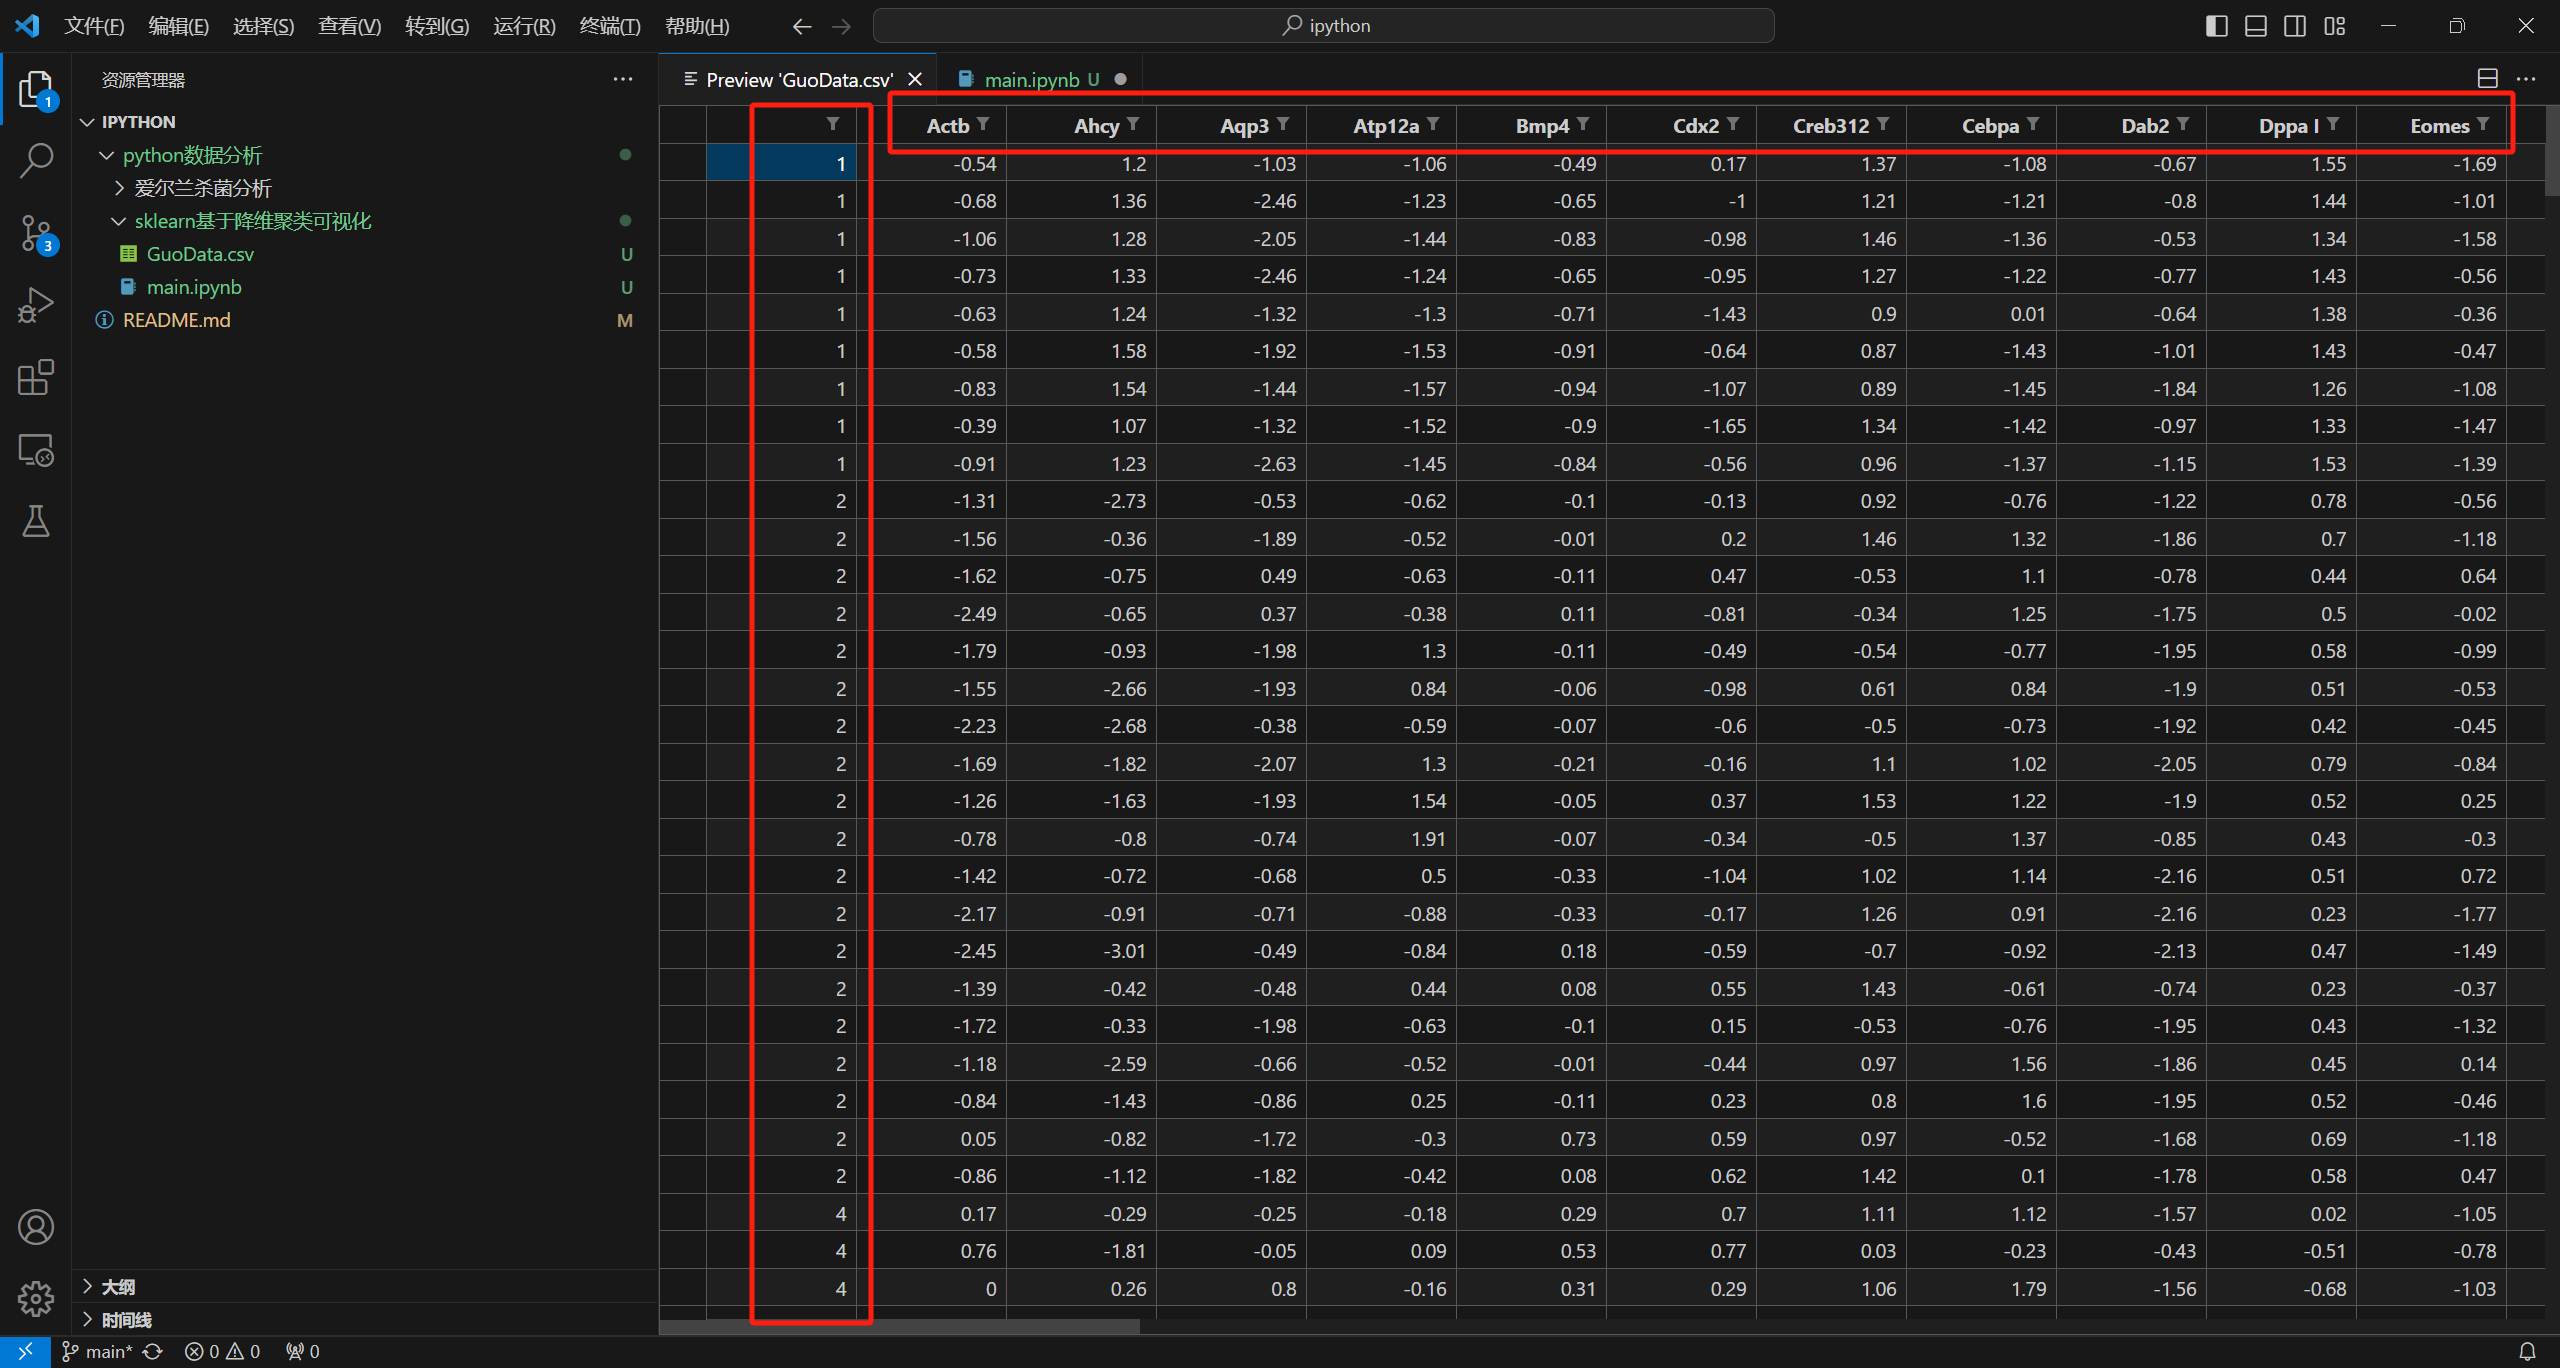 文件(F) 编辑(E) 选择(S) 查看(V) 转到(G) 运行(R) 终端(T) 帮助(H) ipython
资源管理器
Preview 'GuoData.csv' main.ipynb U
1
IPYTHON
python数据分析
爱尔兰杀菌分析
sklearn基于降维聚类可视化
3
GuoData.csv U
main.ipynb U
README.md M
Actb Ahcy Aqp3 Atp12a Bmp4 Cdx2 Creb312 Cebpa Dab2 Dppa I Eomes
1 -0.54 1.2 -1.03 -1.06 -0.49 0.17 1.37 -1.08 -0.67 1.55 -1.69
1 -0.68 1.36 -2.46 -1.23 -0.65 -1 1.21 -1.21 -0.8 1.44 -1.01
1 -1.06 1.28 -2.05 -1.44 -0.83 -0.98 1.46 -1.36 -0.53 1.34 -1.58
1 -0.73 1.33 -2.46 -1.24 -0.65 -0.95 1.27 -1.22 -0.77 1.43 -0.56
1 -0.63 1.24 -1.32 -1.3 -0.71 -1.43 0.9 0.01 -0.64 1.38 -0.36
1 -0.58 1.58 -1.92 -1.53 -0.91 -0.64 0.87 -1.43 -1.01 1.43 -0.47
1 -0.83 1.54 -1.44 -1.57 -0.94 -1.07 0.89 -1.45 -1.84 1.26 -1.08
1 -0.39 1.07 -1.32 -1.52 -0.9 -1.65 1.34 -1.42 -0.97 1.33 -1.47
1 -0.91 1.23 -2.63 -1.45 -0.84 -0.56 0.96 -1.37 -1.15 1.53 -1.39
2 -1.31 -2.73 -0.53 -0.62 -0.1 -0.13 0.92 -0.76 -1.22 0.78 -0.56
2 -1.56 -0.36 -1.89 -0.52 -0.01 0.2 1.46 1.32 -1.86 0.7 -1.18
2 -1.62 -0.75 0.49 -0.63 -0.11 0.47 -0.53 1.1 -0.78 0.44 0.64
2 -2.49 -0.65 0.37 -0.38 0.11 -0.81 -0.34 1.25 -1.75 0.5 -0.02
2 -1.79 -0.93 -1.98 1.3 -0.11 -0.49 -0.54 -0.77 -1.95 0.58 -0.99
2 -1.55 -2.66 -1.93 0.84 -0.06 -0.98 0.61 0.84 -1.9 0.51 -0.53
2 -2.23 -2.68 -0.38 -0.59 -0.07 -0.6 -0.5 -0.73 -1.92 0.42 -0.45
2 -1.69 -1.82 -2.07 1.3 -0.21 -0.16 1.1 1.02 -2.05 0.79 -0.84
2 -1.26 -1.63 -1.93 1.54 -0.05 0.37 1.53 1.22 -1.9 0.52 0.25
2 -0.78 -0.8 -0.74 1.91 -0.07 -0.34 -0.5 1.37 -0.85 0.43 -0.3
2 -1.42 -0.72 -0.68 0.5 -0.33 -1.04 1.02 1.14 -2.16 0.51 0.72
2 -2.17 -0.91 -0.71 -0.88 -0.33 -0.17 1.26 0.91 -2.16 0.23 -1.77
2 -2.45 -3.01 -0.49 -0.84 0.18 -0.59 -0.7 -0.92 -2.13 0.47 -1.49
2 -1.39 -0.42 -0.48 0.44 0.08 0.55 1.43 -0.61 -0.74 0.23 -0.37
2 -1.72 -0.33 -1.98 -0.63 -0.1 0.15 -0.53 -0.76 -1.95 0.43 -1.32
2 -1.18 -2.59 -0.66 -0.52 -0.01 -0.44 0.97 1.56 -1.86 0.45 0.14
2 -0.84 -1.43 -0.86 0.25 -0.11 0.23 0.8 1.6 -1.95 0.52 -0.46
2 0.05 -0.82 -1.72 -0.3 0.73 0.59 0.97 -0.52 -1.68 0.69 -1.18
2 -0.86 -1.12 -1.82 -0.42 0.08 0.62 1.42 0.1 -1.78 0.58 0.47
4 0.17 -0.29 -0.25 -0.18 0.29 0.7 1.11 1.12 -1.57 0.02 -1.05
4 0.76 -1.81 -0.05 0.09 0.53 0.77 0.03 -0.23 -0.43 -0.51 -0.78
4 0 0.26 0.8 -0.16 0.31 0.29 1.06 1.79 -1.56 -0.68 -1.03
大纲
时间线
main* 0 0 0